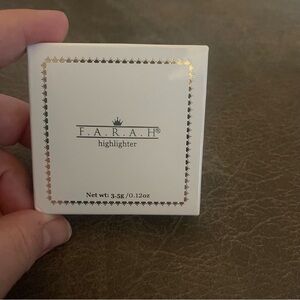 F.A.R.A.H®
highlighter
Net wt: 3.5g /0.12oz